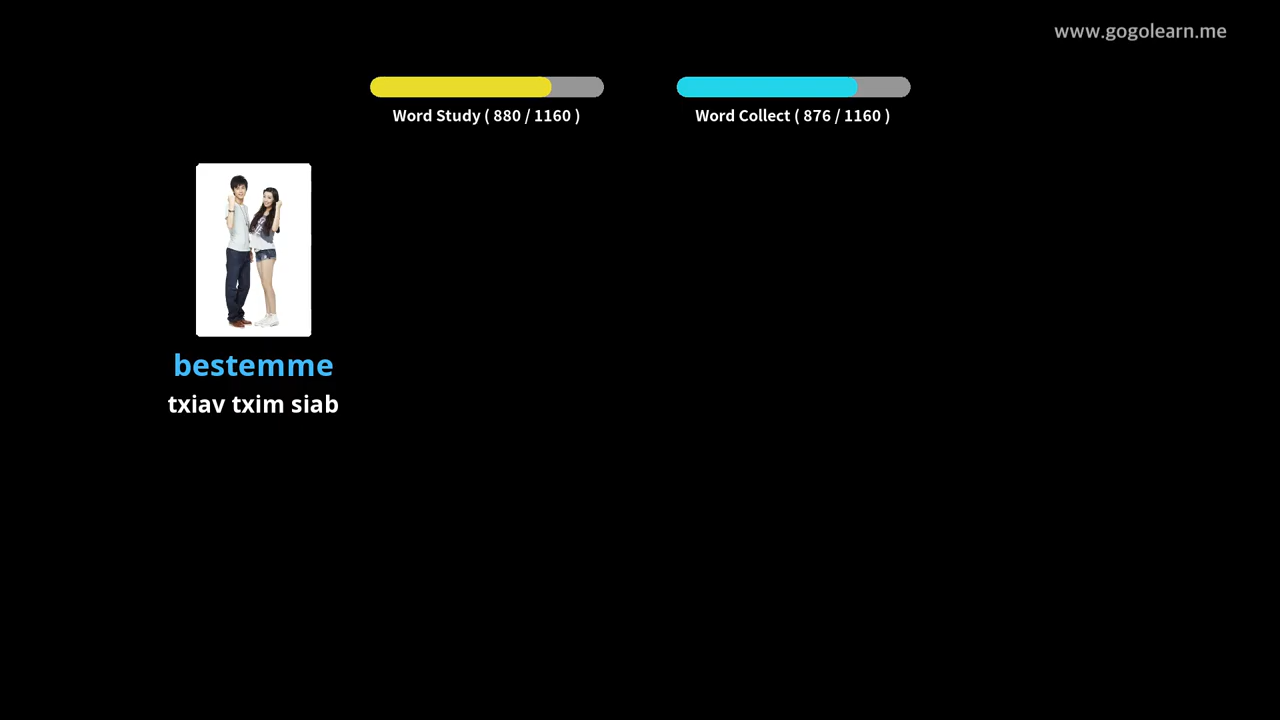 www.gogolearn.me
Word Study ( 880 / 1160 )
Word Collect ( 876 / 1160 )
bestemme
txiav txim siab